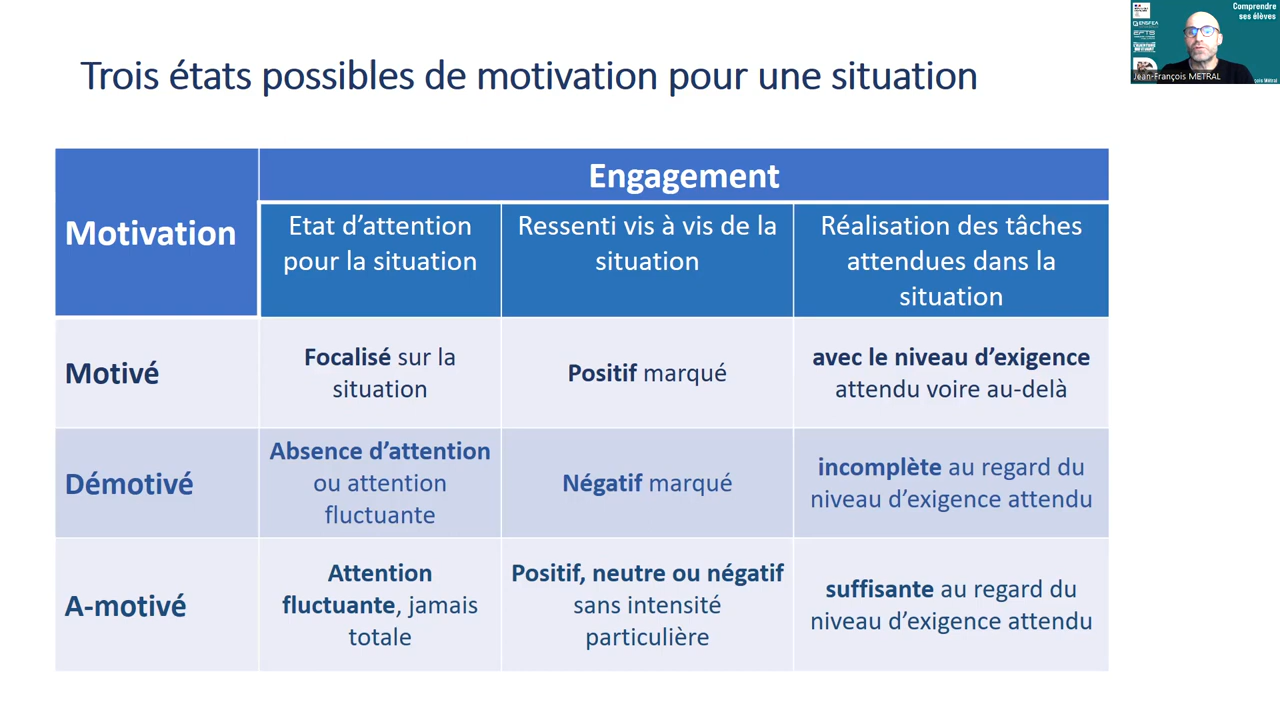 Trois états possibles de motivation pour une situation
Comprendre
ses élèves
ENSFEA
EFTS
Jean-François METRAL
Motivation
Engagement
Etat d’attention
pour la situation
Ressenti vis à vis de la
situation
Réalisation des tâches
attendues dans la
situation
Motivé
Focalisé sur la
situation
Positif marqué
avec le niveau d’exigence
attendu voire au-delà
Démotivé
Absence d’attention
ou attention
fluctuante
Négatif marqué
incomplète au regard du
niveau d’exigence attendu
A-motivé
Attention
fluctuante, jamais
totale
Positif, neutre ou négatif
sans intensité
particulière
suffisante au regard du
niveau d’exigence attendu